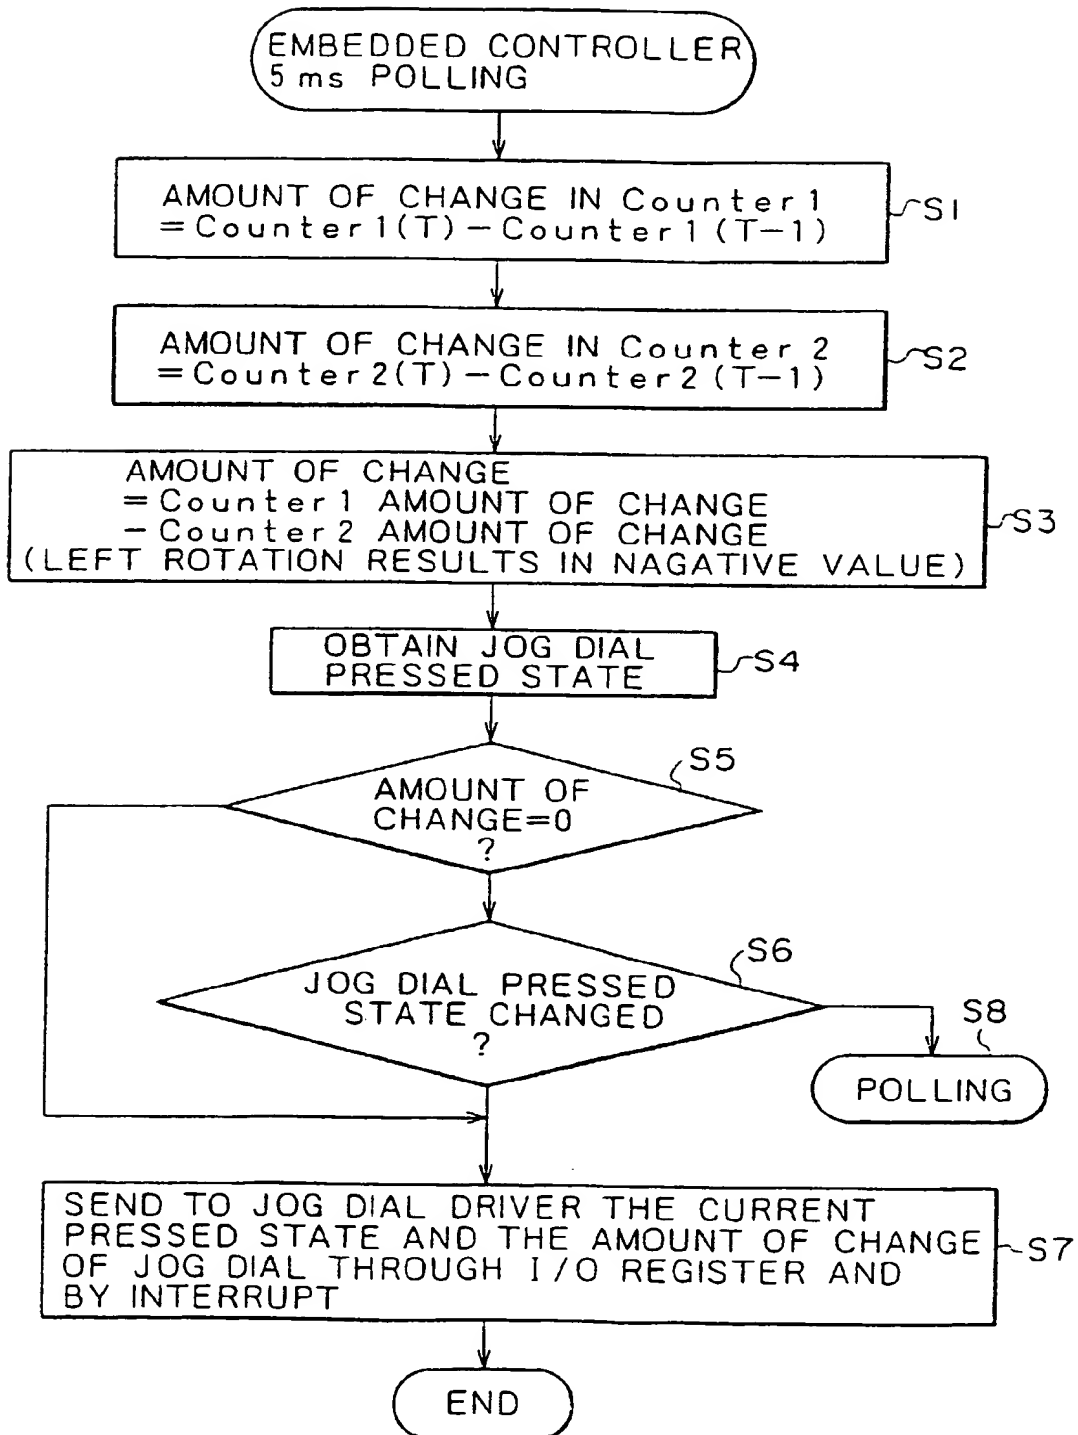 EMBEDDED CONTROLLER
5 ms POLLING
AMOUNT OF CHANGE IN Counter 1
=Counter 1(T)-Counter 1 (T-1)
S1
AMOUNT OF CHANGE IN Counter 2
=Counter 2(T)-Counter 2 (T-1)
S2
AMOUNT OF CHANGE
=Counter 1 AMOUNT OF CHANGE
-Counter 2 AMOUNT OF CHANGE
(LEFT ROTATION RESULTS IN NAGATIVE VALUE)
S3
OBTAIN JOG DIAL
PRESSED STATE
S4
S5
AMOUNT OF
CHANGE=0
?
S6
JOG DIAL PRESSED
STATE CHANGED
?
S8
POLLING
SEND TO JOG DIAL DRIVER THE CURRENT
PRESSED STATE AND THE AMOUNT OF CHANGE
OF JOG DIAL THROUGH I/O REGISTER AND
BY INTERRUPT
S7
END